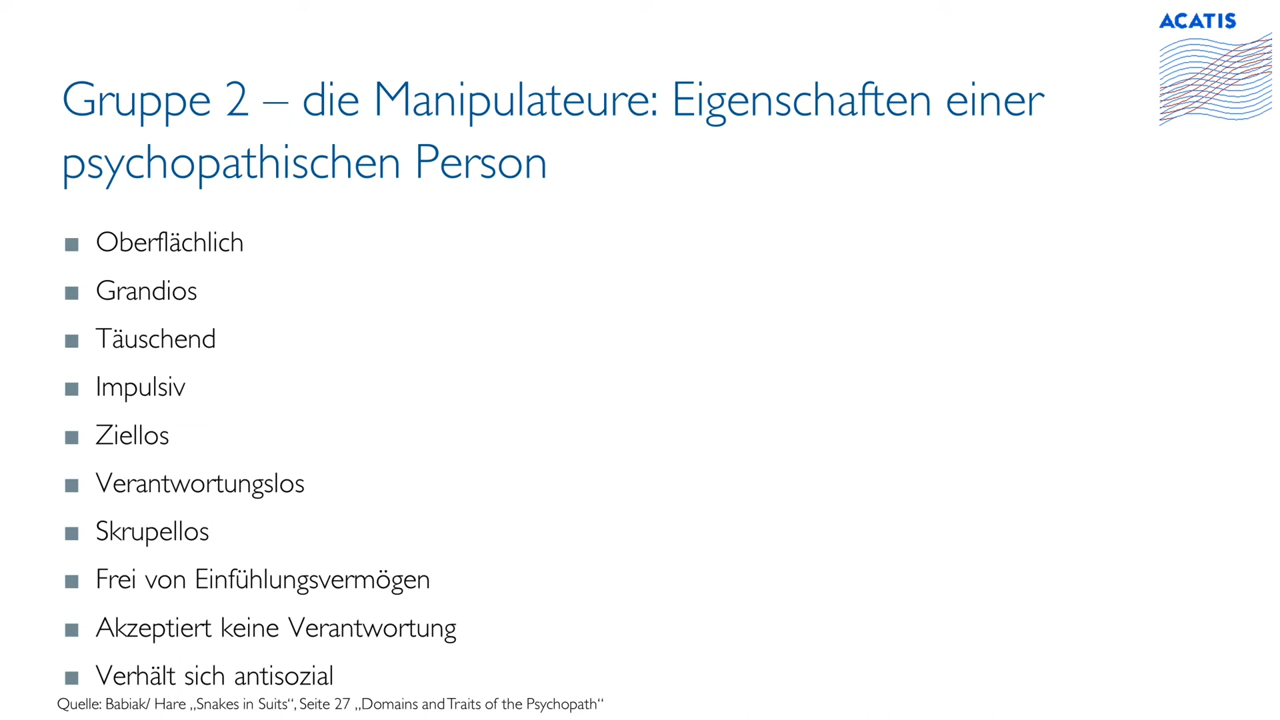 ACATIS
Gruppe 2 – die Manipulateure: Eigenschaften einer
psychopathischen Person
■ Oberflächlich
■ Grandios
■ Täuschend
■ Impulsiv
■ Ziellos
■ Verantwortungslos
■ Skrupellos
■ Frei von Einfühlungsvermögen
■ Akzeptiert keine Verantwortung
■ Verhält sich antisozial
Quelle: Babiak/ Hare „Snakes in Suits“, Seite 27 „Domains and Traits of the Psychopath“